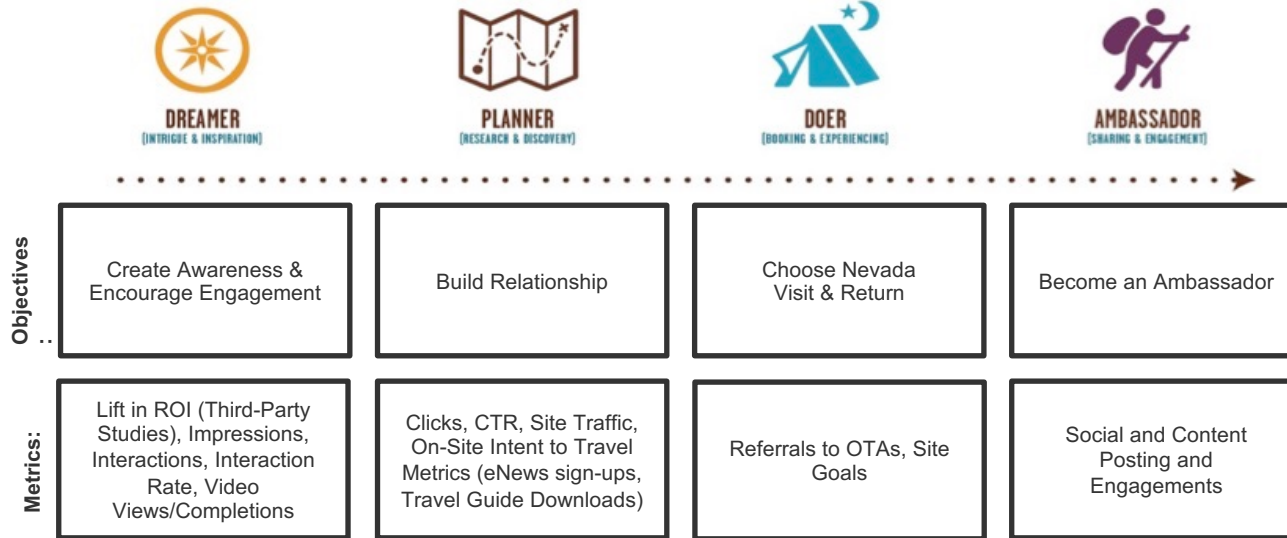 DREAMER
(INTRIGUE & INSPIRATION)
PLANNER
(RESEARCH & DISCOVERY)
DOER
(BOOKING & EXPERIENCING)
AMBASSADOR
(SHARING & ENGAGEMENT)
Objectives
:
Create Awareness &
Encourage Engagement
Build Relationship
Choose Nevada
Visit & Return
Become an Ambassador
Metrics:
Lift in ROI (Third-Party
Studies), Impressions,
Interactions, Interaction
Rate, Video
Views/Completions
Clicks, CTR, Site Traffic,
On-Site Intent to Travel
Metrics (eNews sign-ups,
Travel Guide Downloads)
Referrals to OTAs, Site
Goals
Social and Content
Posting and
Engagements